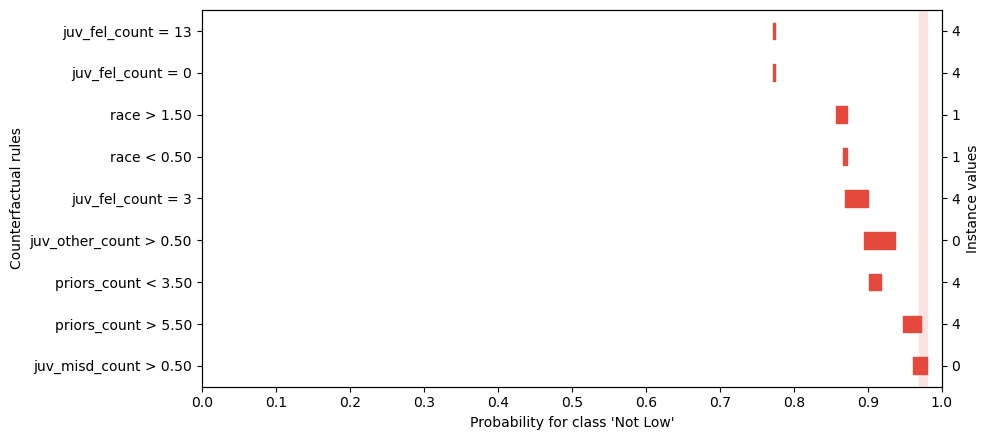 juv_fel_count = 13 4
juv_fel_count = 0 4
race > 1.50 1
race < 0.50 1
juv_fel_count = 3 4
juv_other_count > 0.50 0
priors_count < 3.50 4
priors_count > 5.50 4
juv_misd_count > 0.50 0
Counterfactual rules
Instance values
0.0 0.1 0.2 0.3 0.4 0.5 0.6 0.7 0.8 0.9 1.0
Probability for class 'Not Low'